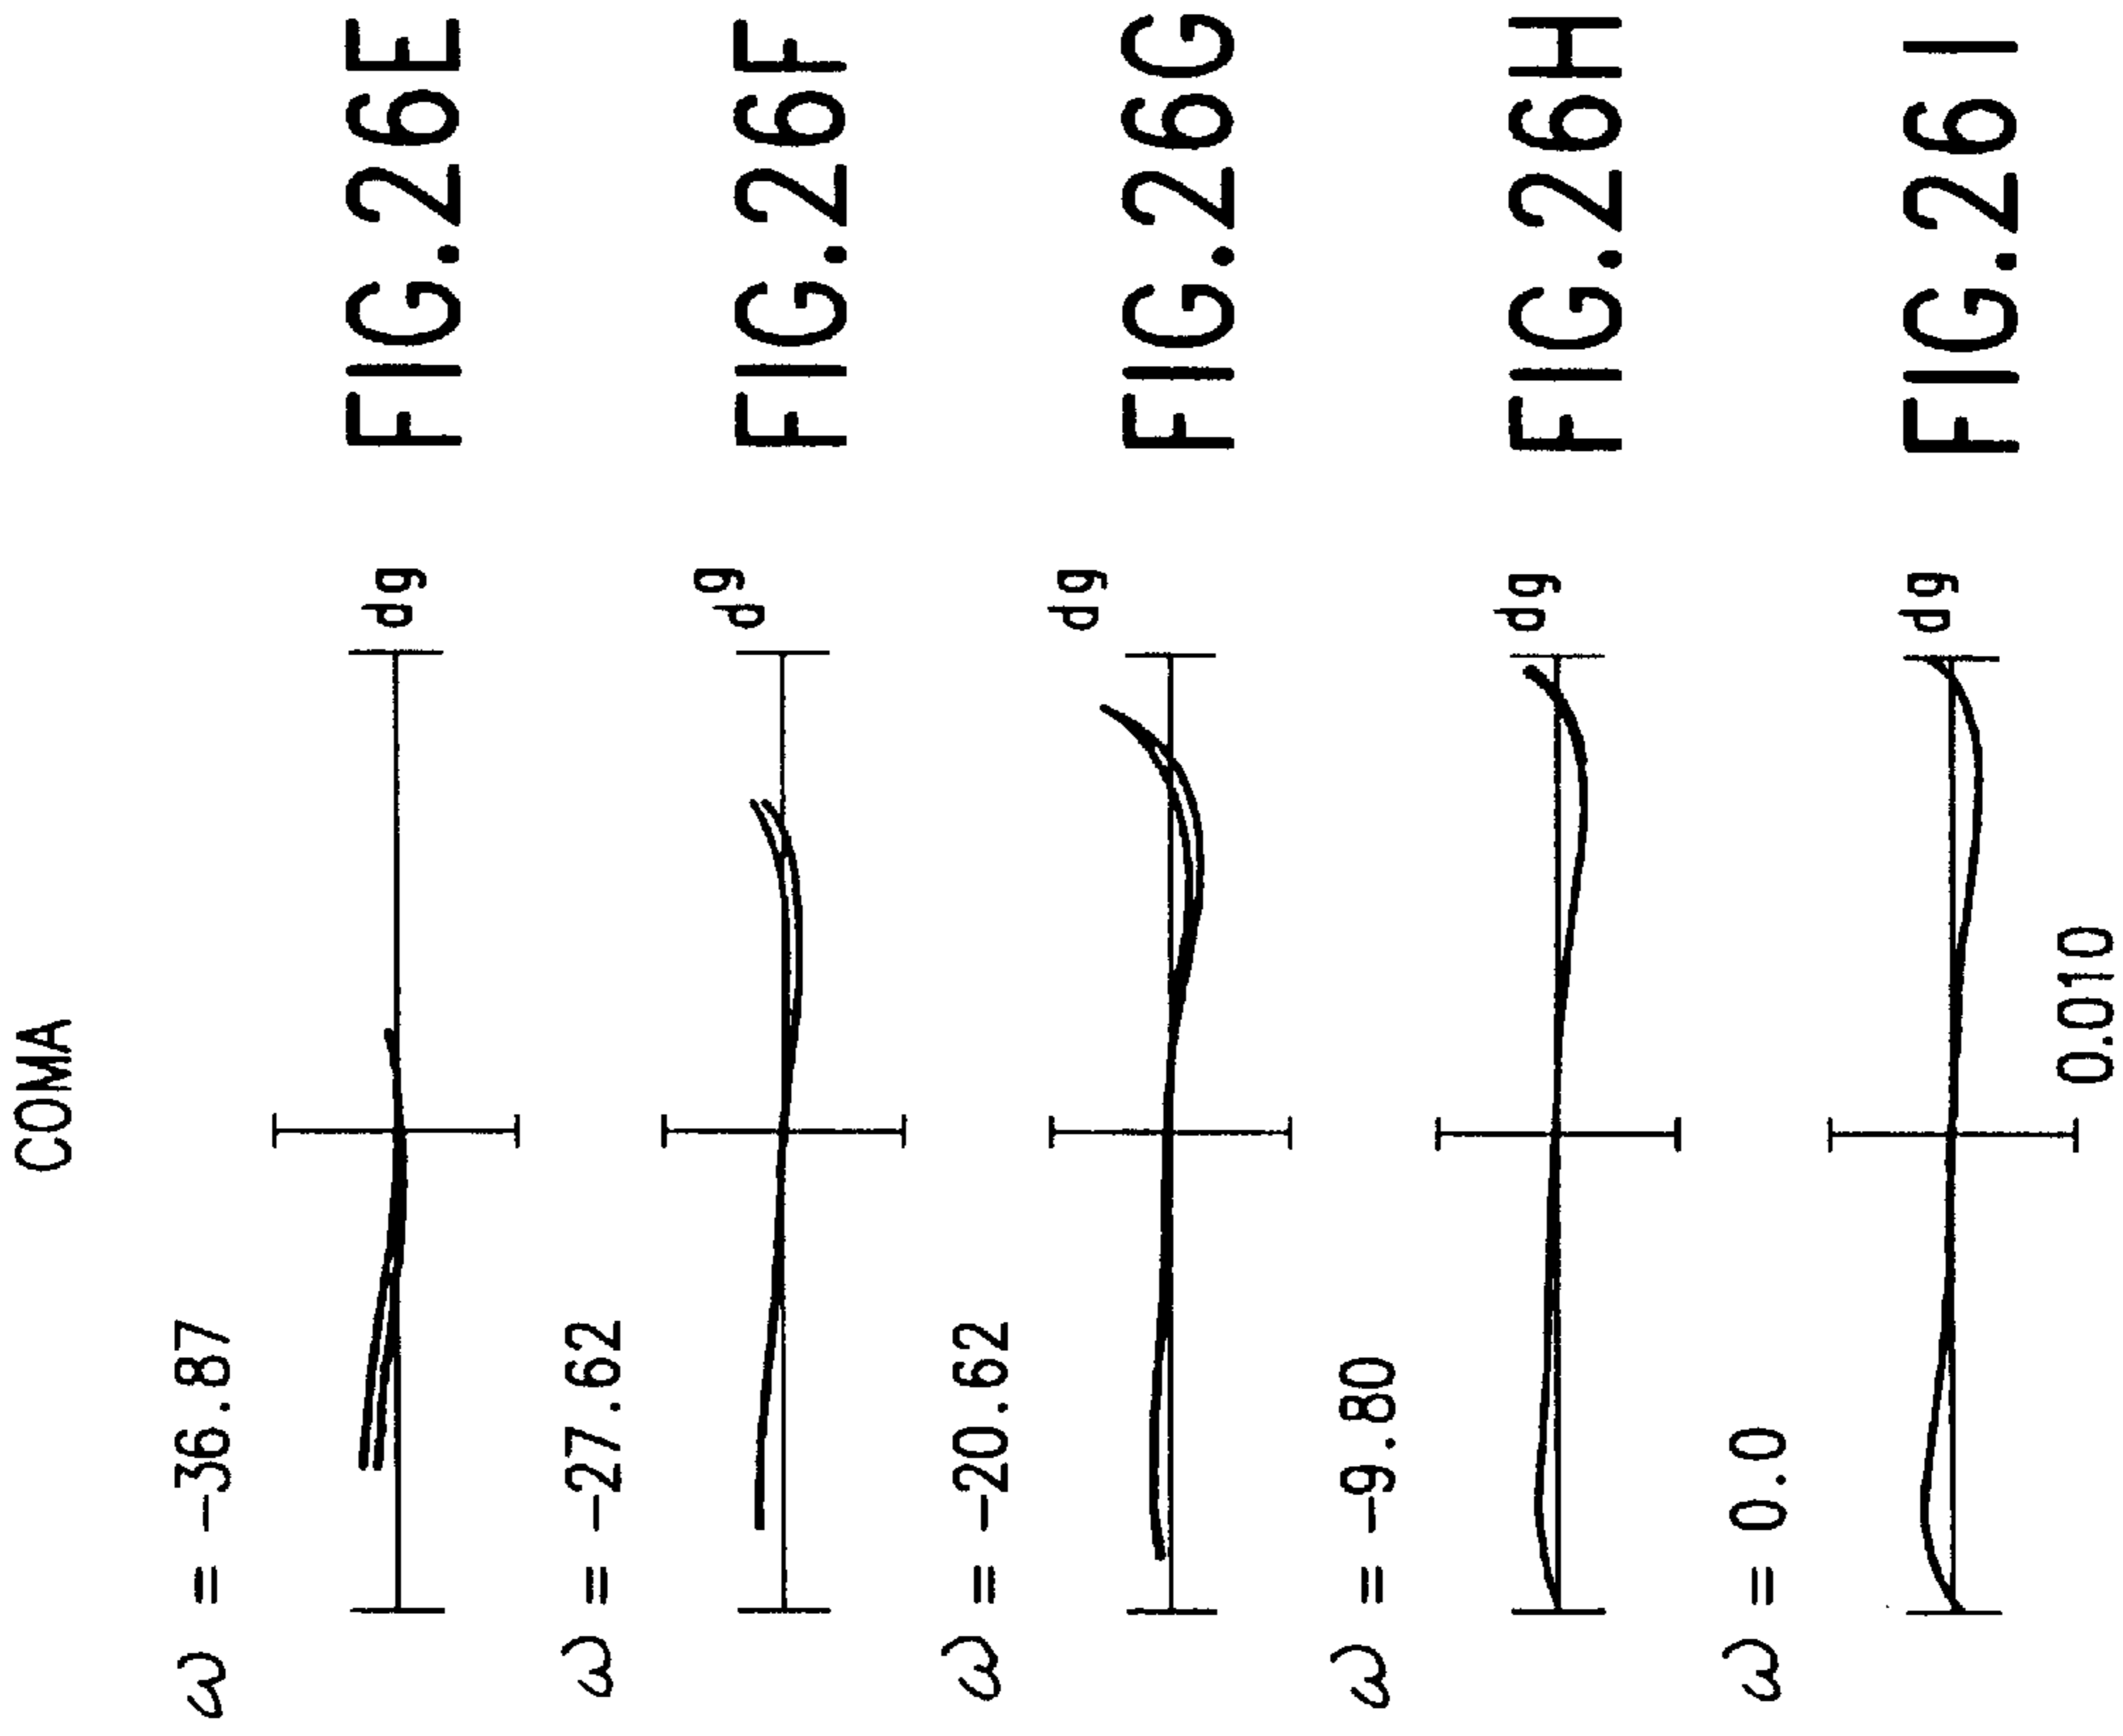 COMA
ω = -36.87
dg
FIG.26E
ω = -27.62
dg
FIG.26F
ω = -20.62
dg
FIG.26G
ω = -9.80
dg
FIG.26H
ω = 0.0
dg
FIG.26I
0.010